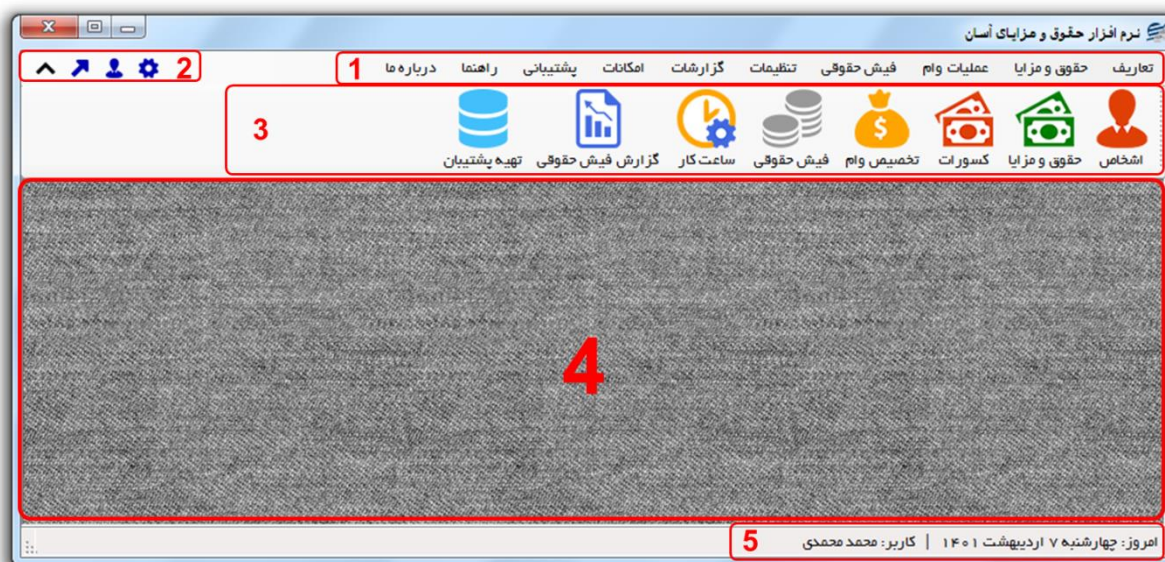 نرم افزار حقوق و مزایای آسان
تعاریف حقوق و مزایا عملیات وام فیش حقوقی تنظیمات گزارشات امکانات پشتیبانی راهنما درباره ما 1 2
3
اشخاص حقوق و مزایا کسورات تخصیص وام فیش حقوقی ساعت کار گزارش فیش حقوقی تهیه پشتیبان
4
امروز: چهارشنبه ۷ اردیبهشت ۱۴۰۱ | کاربر: محمد محمدی 5